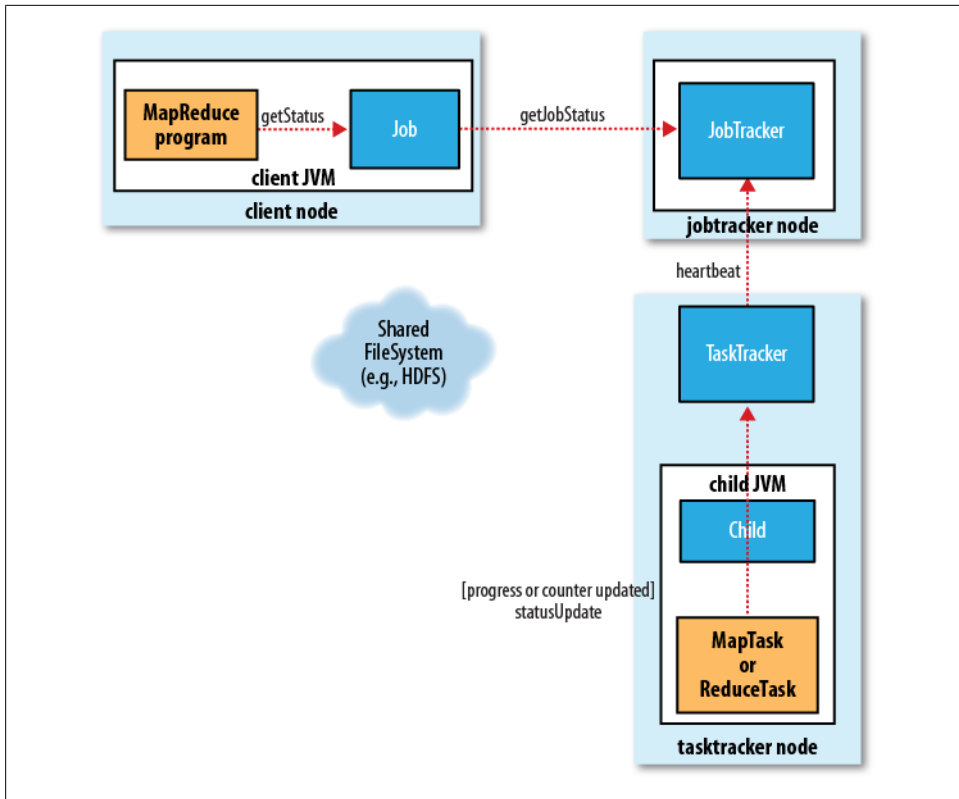 MapReduce
program
getStatus
Job
client JVM
client node
getJobStatus
JobTracker
jobtracker node
heartbeat
Shared
FileSystem
(e.g., HDFS)
TaskTracker
child JVM
Child
[progress or counter updated]
statusUpdate
MapTask
or
ReduceTask
tasktracker node